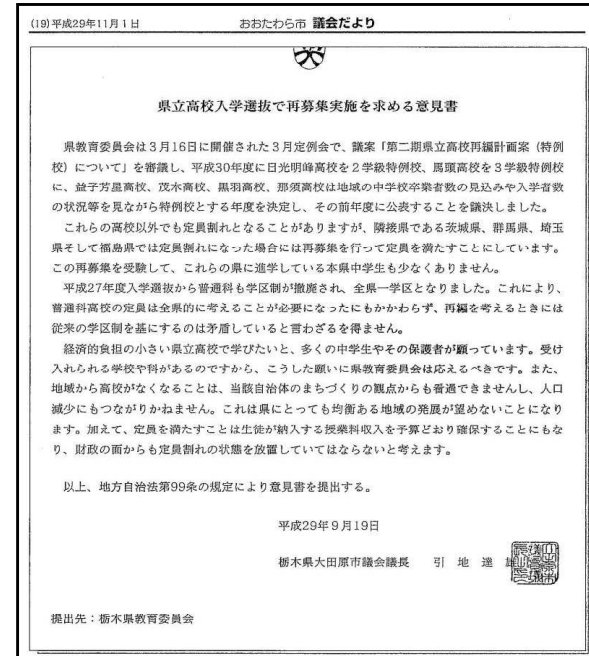 (19)平成29年11月1日
おおたわら市 議会だより
県立高校入学選抜で再募集実施を求める意見書
県教育委員会は3月16日に開催された3月定例会で、議案「第二期県立高校再編計画案（特例
校）について」を審議し、平成30年度に日光明峰高校を2学級特例校、馬頭高校を3学級特例校
に、益子芳星高校、茂木高校、黒羽高校、那須高校は地域の中学校卒業者数の見込みや入学者数
の状況等を見ながら特例校とする年度を決定し、その前年度に公表することを議決しました。
これらの高校以外でも定員割れとなることがありますが、隣接県である茨城県、群馬県、埼玉
県そして福島県では定員割れになった場合には再募集を行って定員を満たすことにしています。
この再募集を受験して、これらの県に進学している本県中学生も少なくありません。
平成27年度入学選抜から普通科も学区制が撤廃され、全県一学区となりました。これにより、
普通科高校の定員は全県的に考えることが必要になったにもかかわらず、再編を考えるときには
従来の学区制を基にするのは矛盾していると言わざるを得ません。
経済的負担の小さい県立高校で学びたいと、多くの中学生やその保護者が願っています。受け
入れられる学校や科があるのですから、こうした願いに県教育委員会は応えるべきです。また、
地域から高校がなくなることは、当該自治体のまちづくりの観点からも看過できませんし、人口
減少にもつながりかねません。これは県にとっても均衡ある地域の発展が望めないことになり
ます。加えて、定員を満たすことは生徒が納入する授業料収入を予算どおり確保することにもな
り、財政の面からも定員割れの状態を放置していてはならないと考えます。
以上、地方自治法第99条の規定により意見書を提出する。
平成29年9月19日
栃木県大田原市議会議長 引地達雄
提出先：栃木県教育委員会